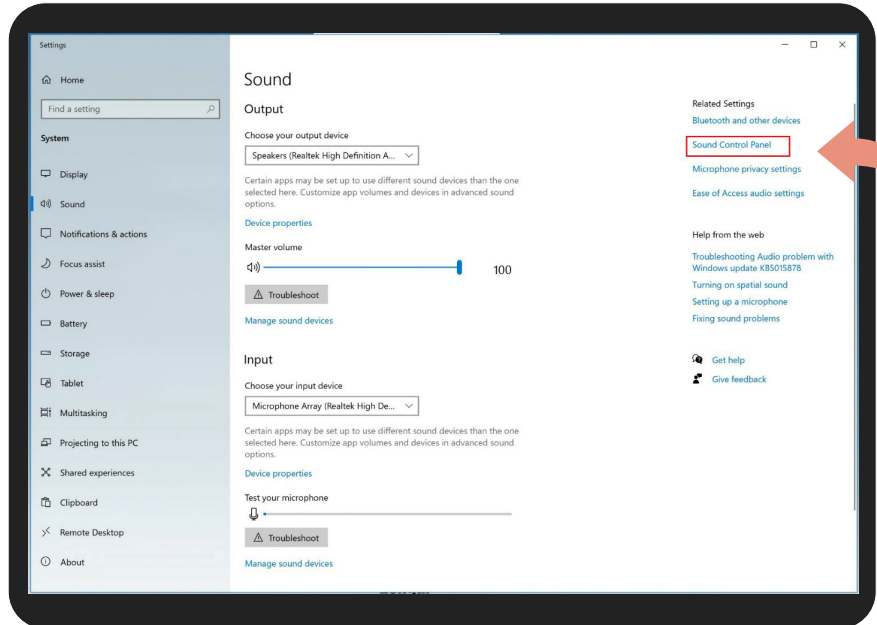 Settings
Home
Find a setting
System
Display
Sound
Notifications & actions
Focus assist
Power & sleep
Battery
Storage
Tablet
Multitasking
Projecting to this PC
Shared experiences
Clipboard
Remote Desktop
About
Sound
Output
Choose your output device
Speakers (Realtek High Definition A...
Certain apps may be set up to use different sound devices than the one
selected here. Customize app volumes and devices in advanced sound
options.
Device properties
Master volume
100
Troubleshoot
Manage sound devices
Input
Choose your input device
Microphone Array (Realtek High De...
Certain apps may be set up to use different sound devices than the one
selected here. Customize app volumes and devices in advanced sound
options.
Device properties
Test your microphone
Troubleshoot
Manage sound devices
Related Settings
Bluetooth and other devices
Sound Control Panel
Microphone privacy settings
Ease of Access audio settings
Help from the web
Troubleshooting Audio problem with
Windows update KB5015878
Turning on spatial sound
Setting up a microphone
Fixing sound problems
Get help
Give feedback